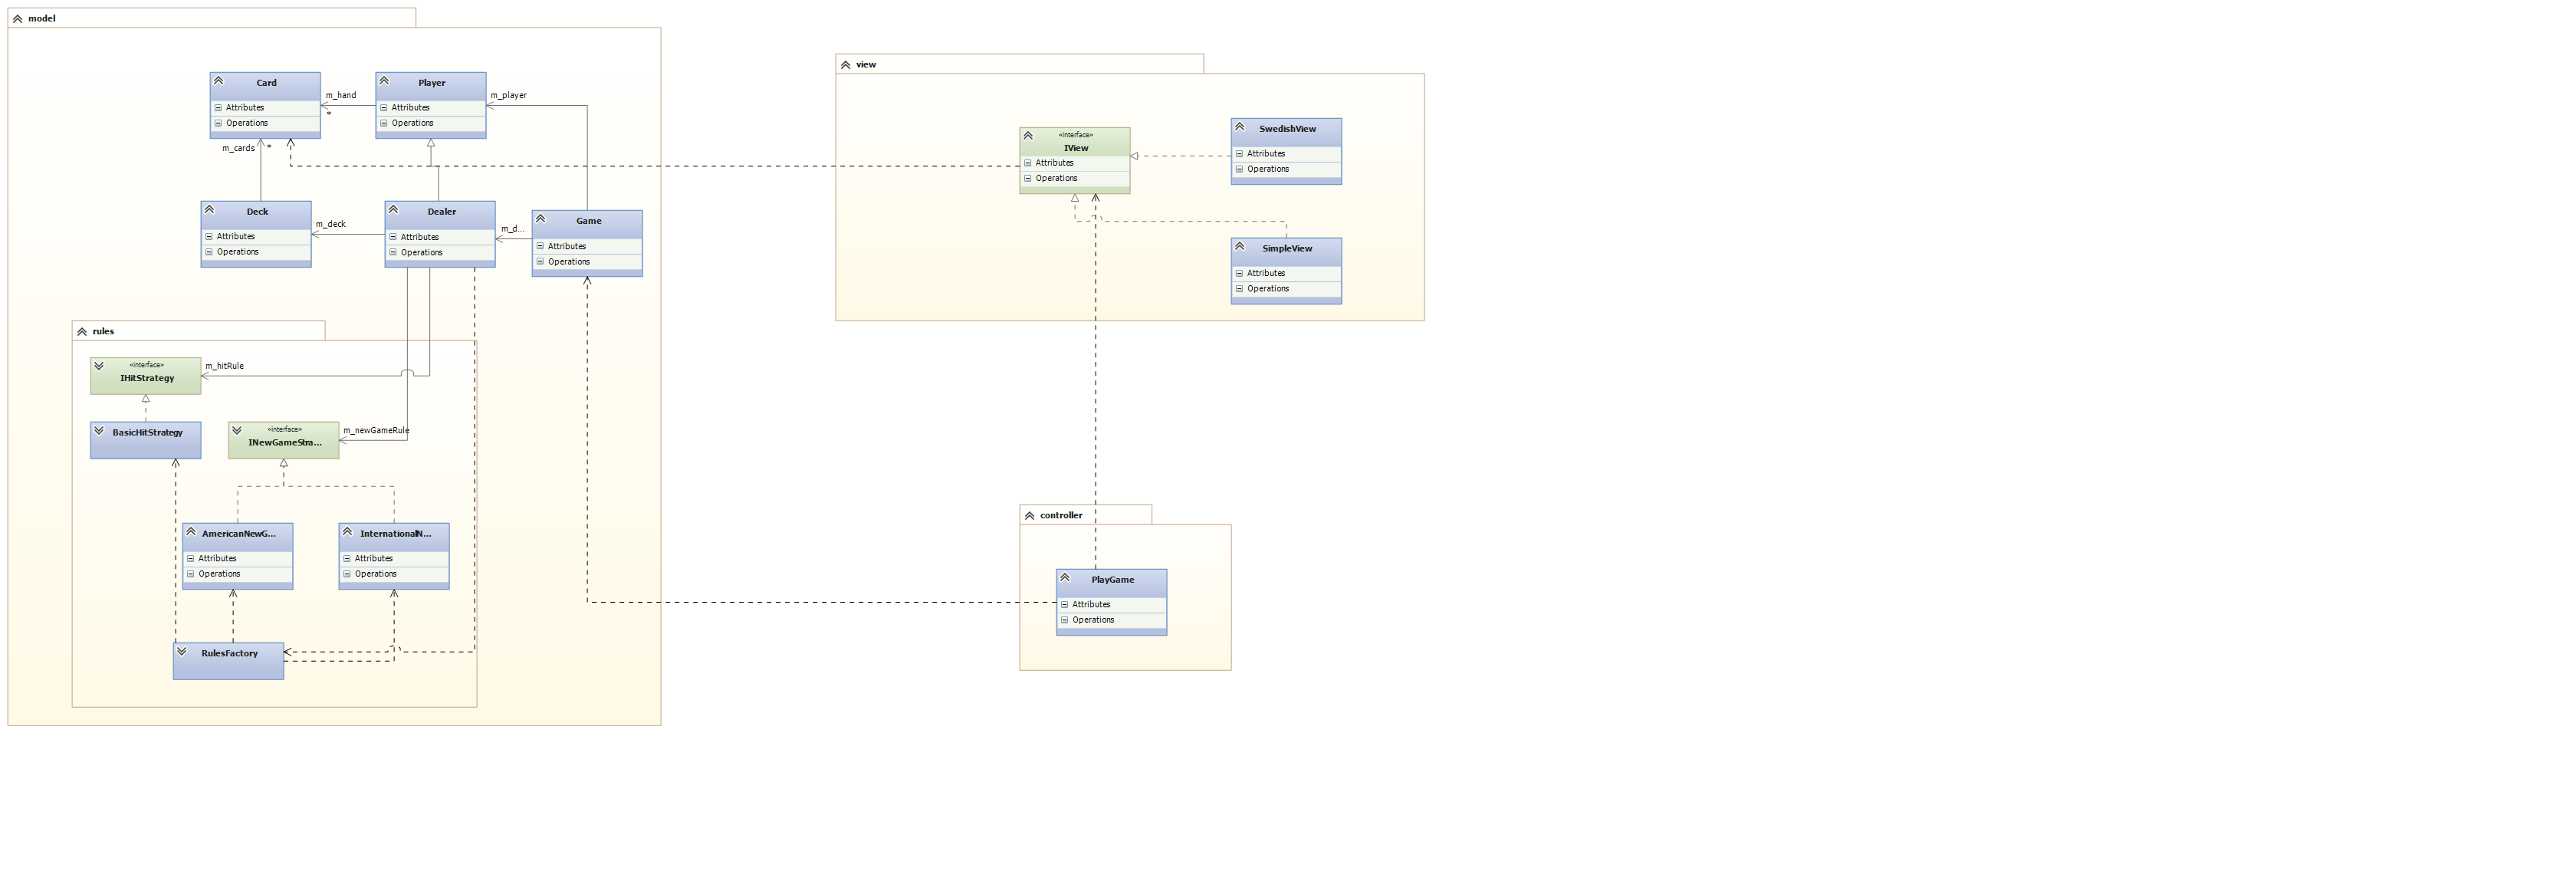 model
Card
Attributes
Operations
m_hand
*
Player
Attributes
Operations
m_player
m_cards
*
Deck
Attributes
Operations
m_deck
Dealer
Attributes
Operations
m_d...
Game
Attributes
Operations
rules
«interface»
IHitStrategy
m_hitRule
BasicHitStrategy
«interface»
INewGameStra...
m_newGameRule
AmericanNewG...
Attributes
Operations
InternationalN...
Attributes
Operations
RulesFactory
view
«interface»
IView
Attributes
Operations
SwedishView
Attributes
Operations
SimpleView
Attributes
Operations
controller
PlayGame
Attributes
Operations